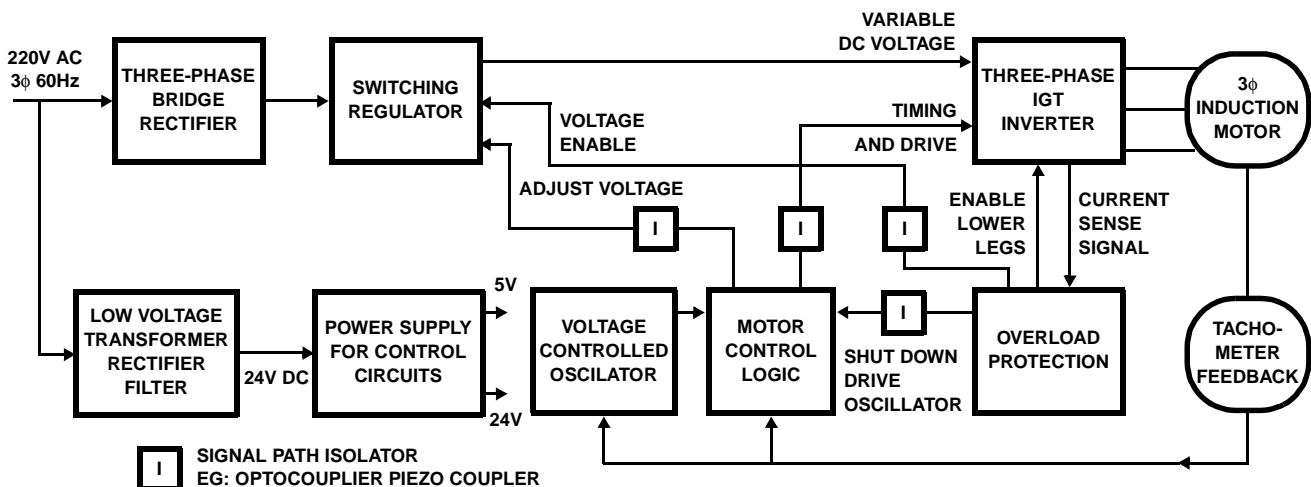 220V AC
3ϕ 60Hz
THREE-PHASE
BRIDGE
RECTIFIER
SWITCHING
REGULATOR
VARIABLE
DC VOLTAGE
THREE-PHASE
IGT
INVERTER
3ϕ
INDUCTION
MOTOR
VOLTAGE
ENABLE
TIMING
AND DRIVE
ADJUST VOLTAGE
I
I
I
ENABLE
LOWER
LEGS
CURRENT
SENSE
SIGNAL
LOW VOLTAGE
TRANSFORMER
RECTIFIER
FILTER
24V DC
POWER SUPPLY
FOR CONTROL
CIRCUITS
5V
24V
VOLTAGE
CONTROLLED
OSCILATOR
MOTOR
CONTROL
LOGIC
I
SHUT DOWN
DRIVE
OSCILLATOR
OVERLOAD
PROTECTION
TACHO-
METER
FEEDBACK
I
SIGNAL PATH ISOLATOR
EG: OPTOCOUPLIER PIEZO COUPLER